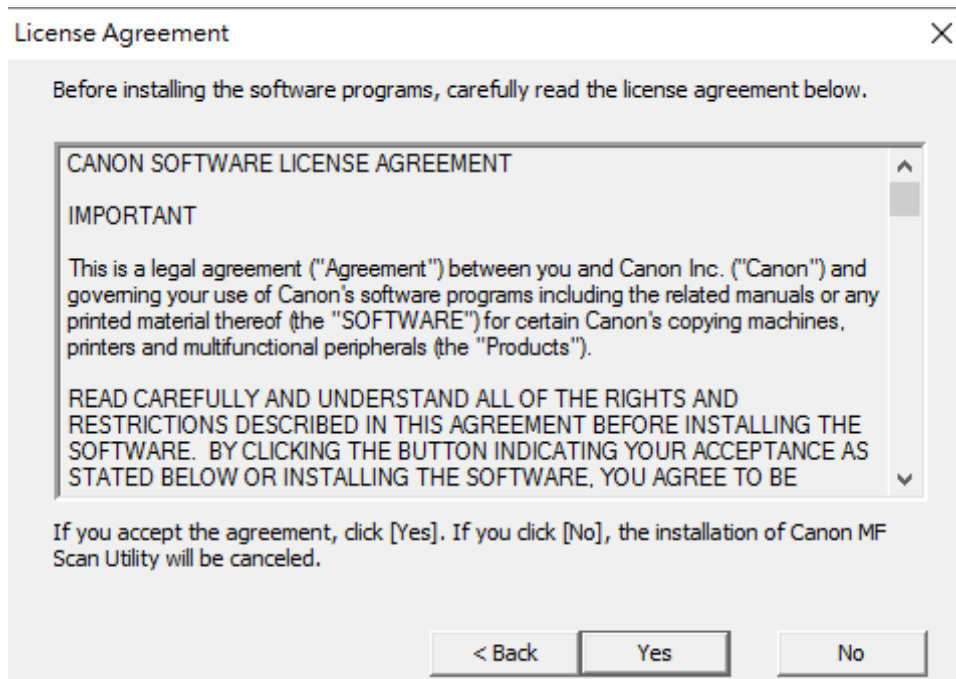 License Agreement
Before installing the software programs, carefully read the license agreement below.
CANON SOFTWARE LICENSE AGREEMENT
IMPORTANT
This is a legal agreement ("Agreement") between you and Canon Inc. ("Canon") and
governing your use of Canon's software programs including the related manuals or any
printed material thereof (the "SOFTWARE") for certain Canon's copying machines,
printers and multifunctional peripherals (the "Products").
READ CAREFULLY AND UNDERSTAND ALL OF THE RIGHTS AND
RESTRICTIONS DESCRIBED IN THIS AGREEMENT BEFORE INSTALLING THE
SOFTWARE.  BY CLICKING THE BUTTON INDICATING YOUR ACCEPTANCE AS
STATED BELOW OR INSTALLING THE SOFTWARE, YOU AGREE TO BE
If you accept the agreement, click [Yes]. If you click [No], the installation of Canon MF
Scan Utility will be canceled.
< Back
Yes
No